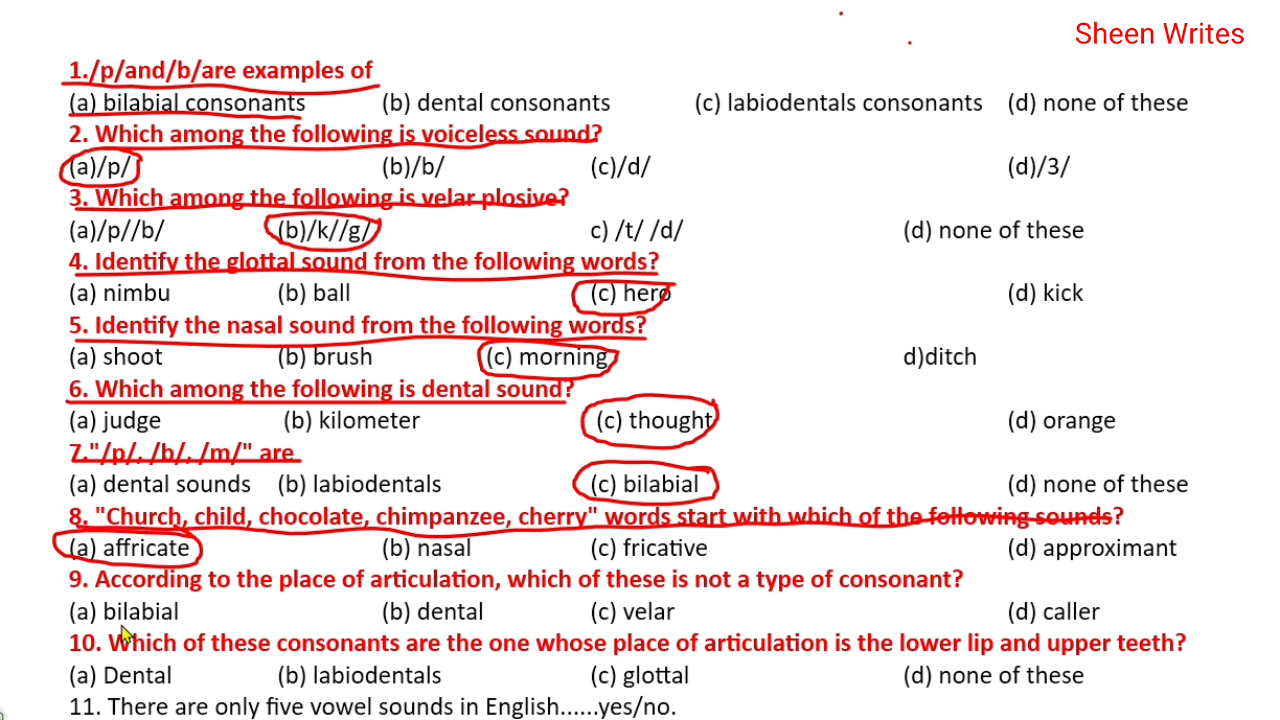 Sheen Writes
1./p/and/b/are examples of
(a) bilabial consonants (b) dental consonants (c) labiodentals consonants (d) none of these
2. Which among the following is voiceless sound?
(a)/p/ (b)/b/ (c)/d/ (d)/3/
3. Which among the following is velar plosive?
(a)/p//b/ (b)/k//g/ c) /t/ /d/ (d) none of these
4. Identify the glottal sound from the following words?
(a) nimbu (b) ball (c) hero (d) kick
5. Identify the nasal sound from the following words?
(a) shoot (b) brush (c) morning d)ditch
6. Which among the following is dental sound?
(a) judge (b) kilometer (c) thought (d) orange
7."/p/, /b/, /m/" are
(a) dental sounds (b) labiodentals (c) bilabial (d) none of these
8. "Church, child, chocolate, chimpanzee, cherry" words start with which of the following sounds?
(a) affricate (b) nasal (c) fricative (d) approximant
9. According to the place of articulation, which of these is not a type of consonant?
(a) bilabial (b) dental (c) velar (d) caller
10. Which of these consonants are the one whose place of articulation is the lower lip and upper teeth?
(a) Dental (b) labiodentals (c) glottal (d) none of these
11. There are only five vowel sounds in English......yes/no.